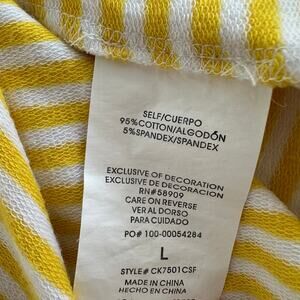 SELF/CUERPO
95%COTTON/ALGODÓN
5%SPANDEX/SPANDEX
EXCLUSIVE OF DECORATION
EXCLUSIVE DE DECORACION
RN#58909
CARE ON REVERSE
VER AL DORSO
PARA CUIDADO
PO# 100-00054284
L
STYLE# CK7501CSF
MADE IN CHINA
HECHO EN CHINA